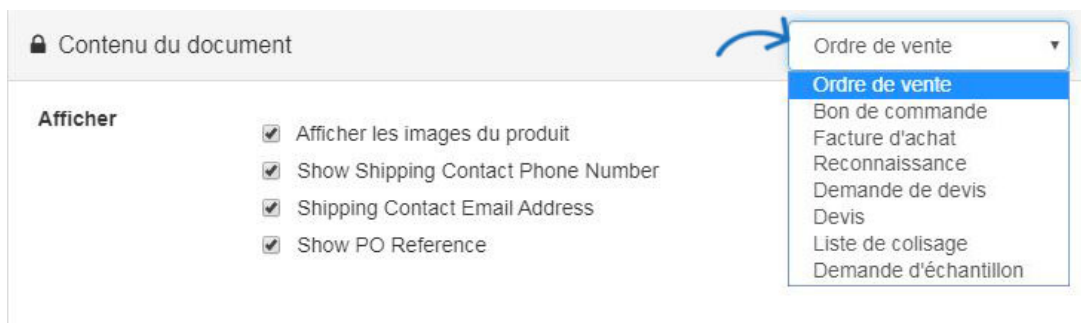 Contenu du document
Ordre de vente
Ordre de vente
Bon de commande
Facture d'achat
Reconnaissance
Demande de devis
Devis
Liste de colisage
Demande d'échantillon
Afficher
Afficher les images du produit
Show Shipping Contact Phone Number
Shipping Contact Email Address
Show PO Reference